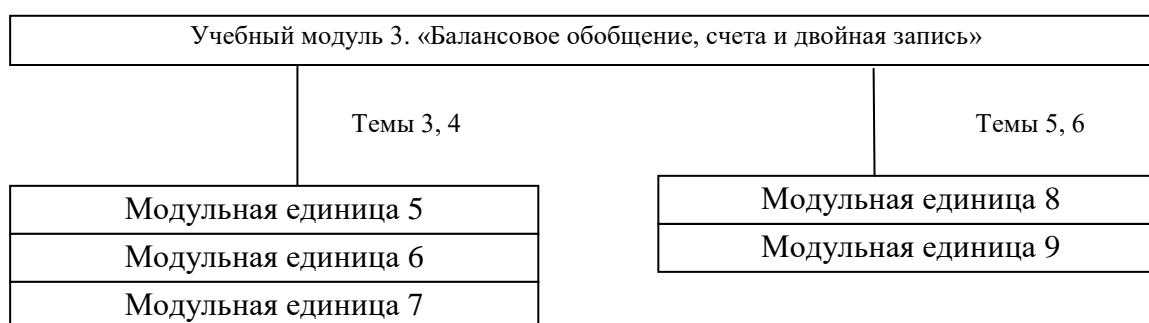 Учебный модуль 3. «Балансовое обобщение, счета и двойная запись»
Темы 3, 4
Темы 5, 6
Модульная единица 5
Модульная единица 6
Модульная единица 7
Модульная единица 8
Модульная единица 9